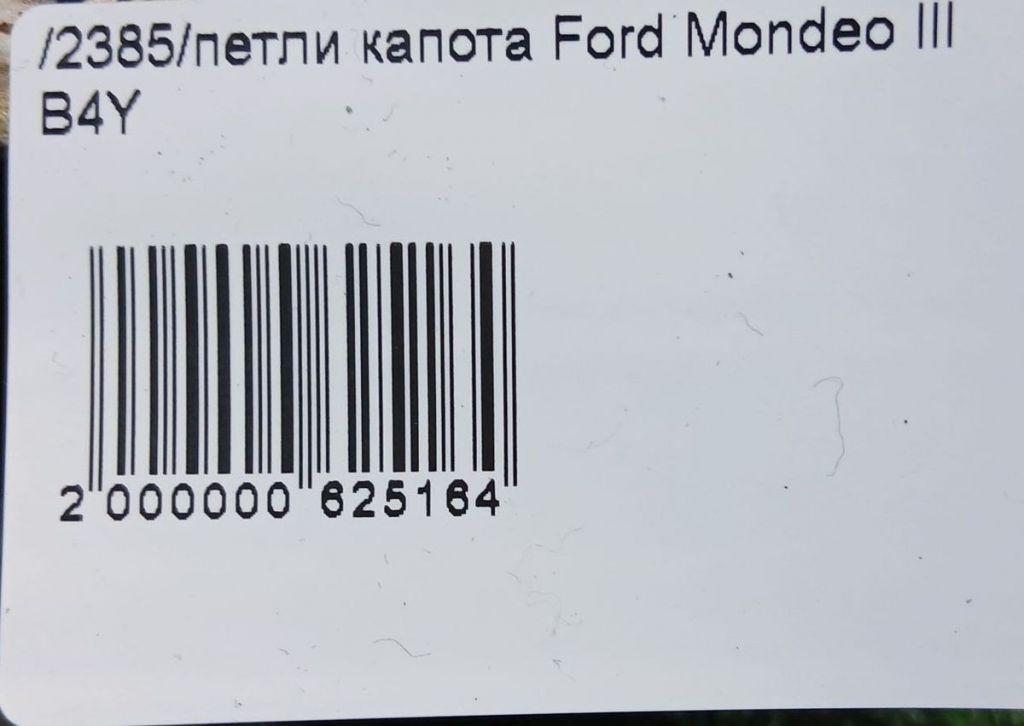 /2385/петли капота Ford Mondeo III
B4Y
2 000000 625164